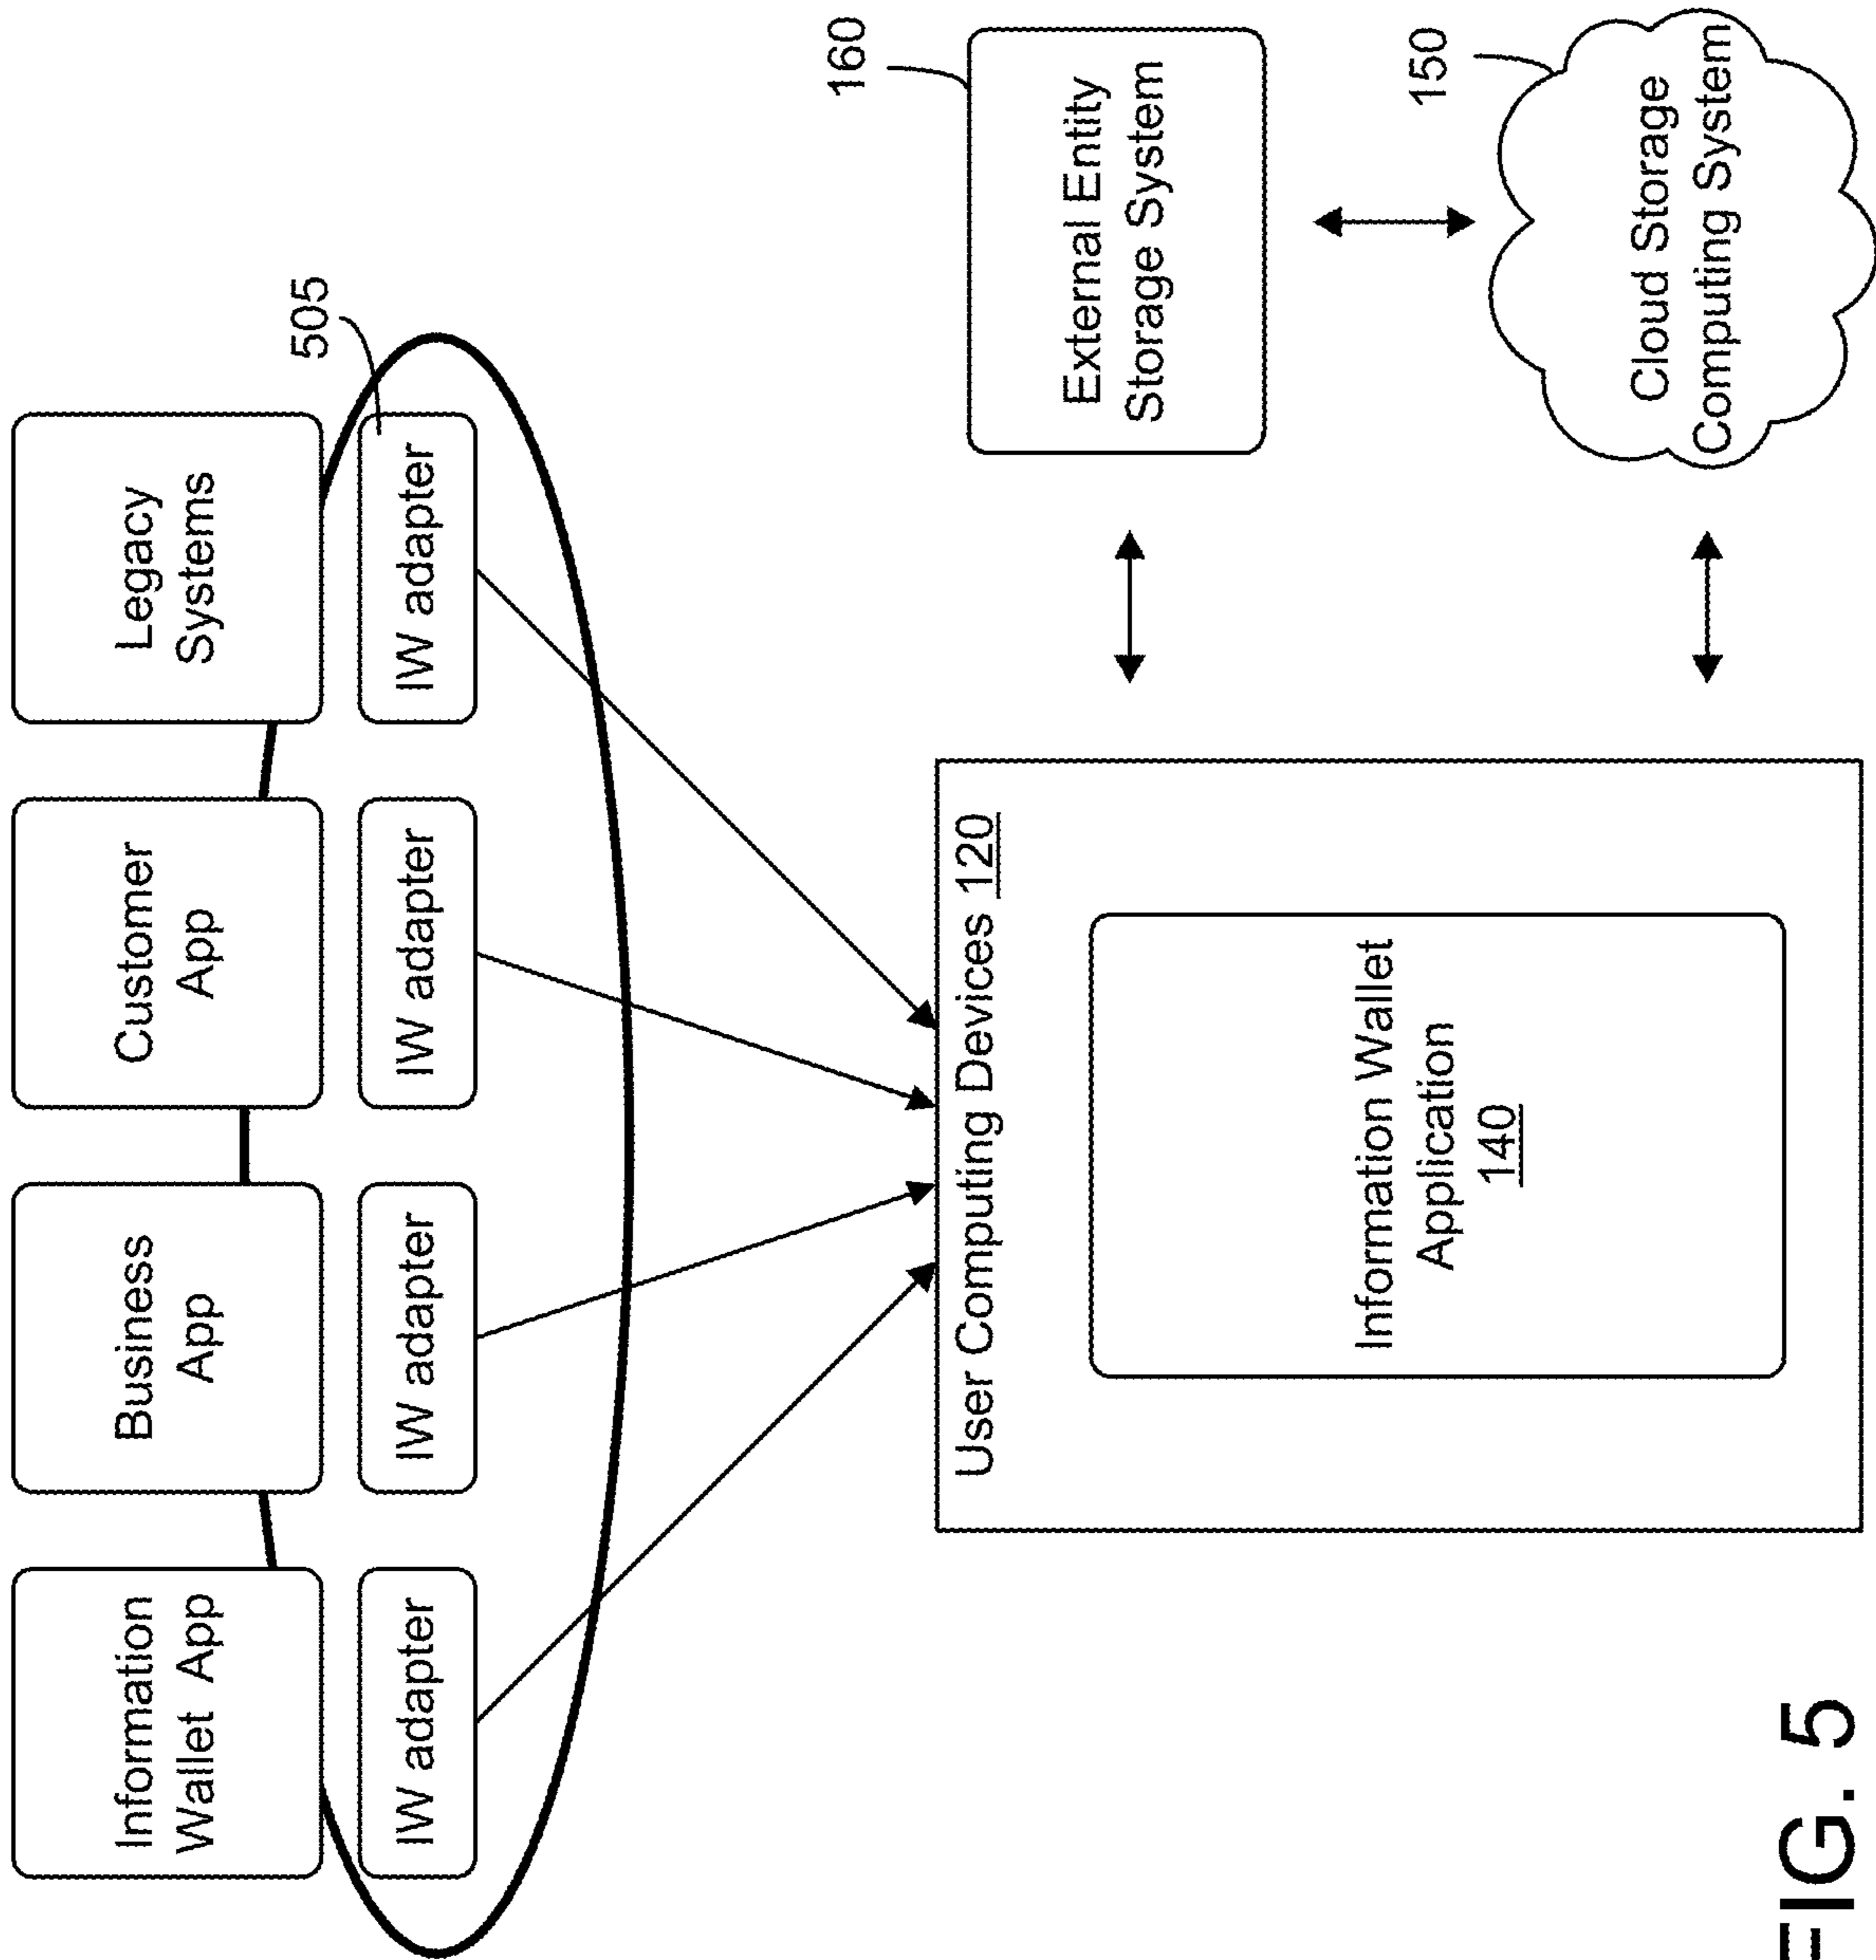 Information
Wallet App
Business
App
Customer
App
Legacy
Systems
505
IW adapter
IW adapter
IW adapter
IW adapter
User Computing Devices 120
Information Wallet
Application
140
160
External Entity
Storage System
150
Cloud Storage
Computing System
FIG. 5